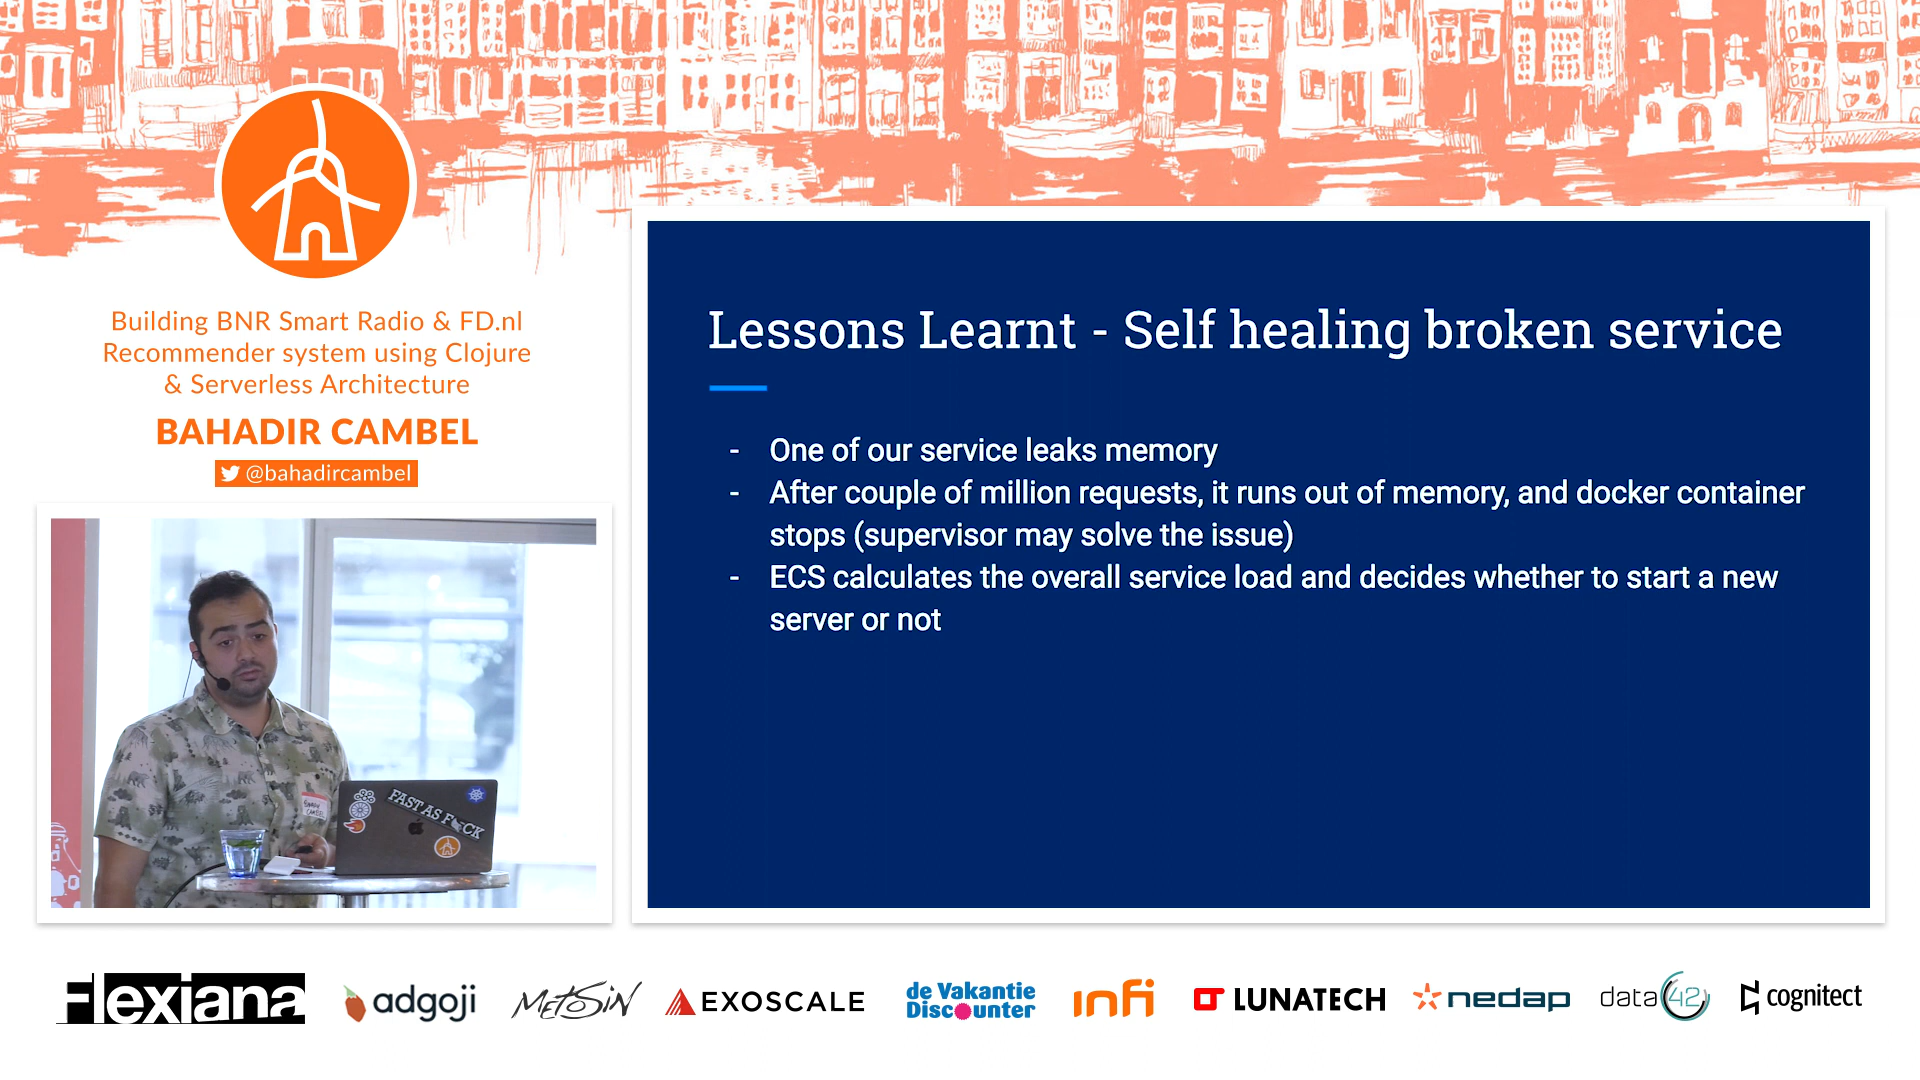 Building BNR Smart Radio & FD.nl
Recommender system using Clojure
& Serverless Architecture
BAHADIR CAMBEL
@bahadircambel
Lessons Learnt - Self healing broken service
- One of our service leaks memory
- After couple of million requests, it runs out of memory, and docker container
stops (supervisor may solve the issue)
- ECS calculates the overall service load and decides whether to start a new
server or not
FAST AS F CK
CAMBEL
Flexiana
adgoji
METOSIN
EXOSCALE
de Vakantie
Discounter
infi
LUNATECH
nedap
data 42
cognitect